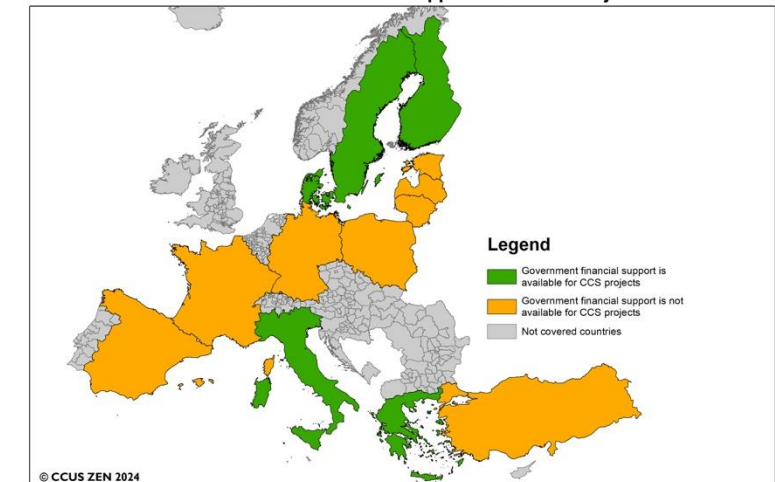 Legend
Government financial support is
available for CCS projects
Government financial support is not
available for CCS projects
Not covered countries
© CCUS ZEN 2024